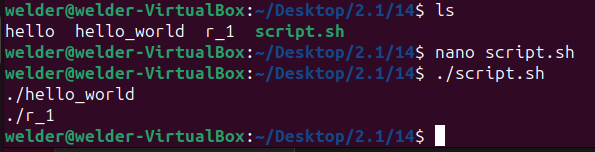 welder@welder-VirtualBox:~/Desktop/2.1/14$ ls
hello  hello_world  r_1  script.sh
welder@welder-VirtualBox:~/Desktop/2.1/14$ nano script.sh
welder@welder-VirtualBox:~/Desktop/2.1/14$ ./script.sh
./hello_world
./r_1
welder@welder-VirtualBox:~/Desktop/2.1/14$